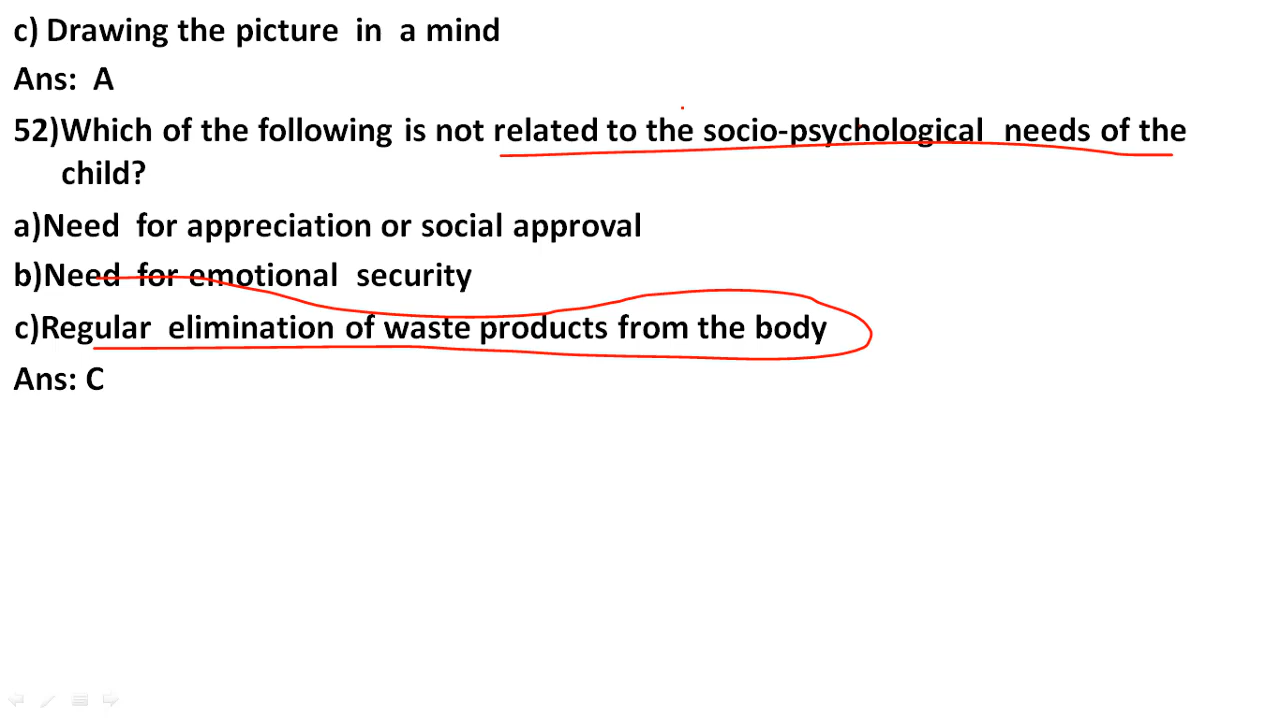 c) Drawing the picture in a mind
Ans: A
52)Which of the following is not related to the socio-psychological needs of the
child?
a)Need for appreciation or social approval
b)Need for emotional security
c)Regular elimination of waste products from the body
Ans: C